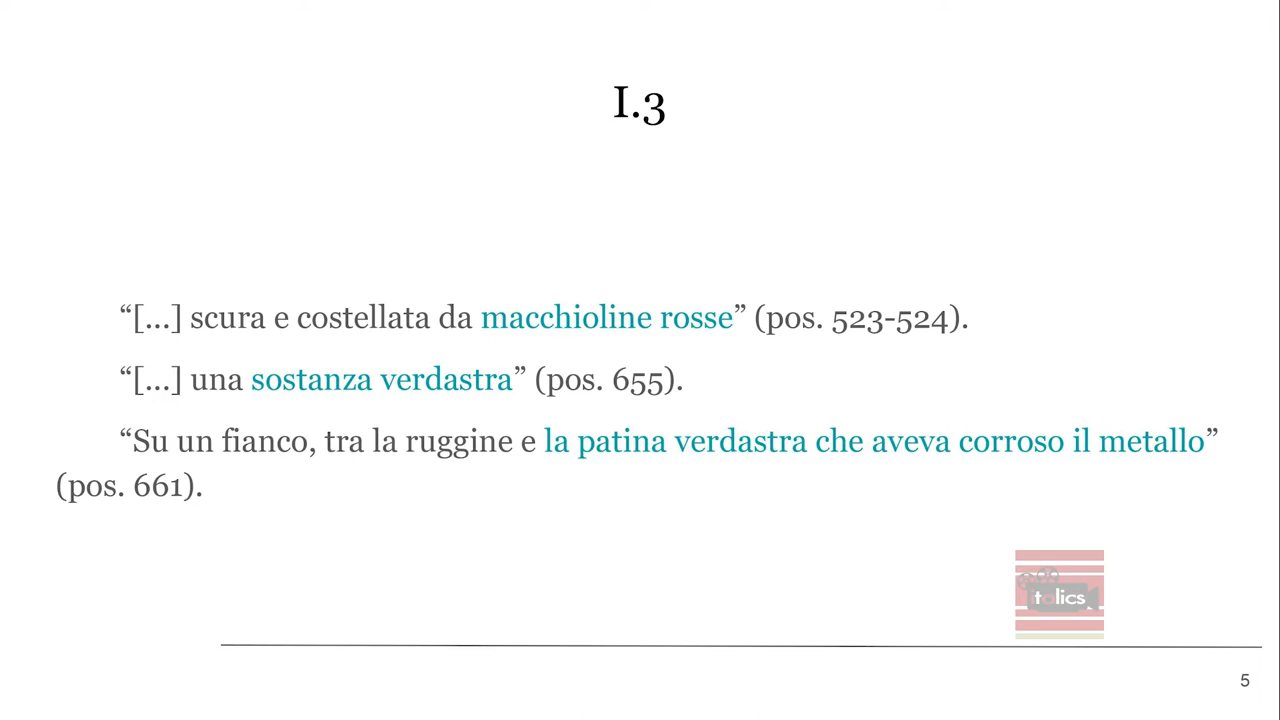 I.3
“[...] scura e costellata da macchioline rosse” (pos. 523-524).
“[...] una sostanza verdastra” (pos. 655).
“Su un fianco, tra la ruggine e la patina verdastra che aveva corroso il metallo”
(pos. 661).
italics
5